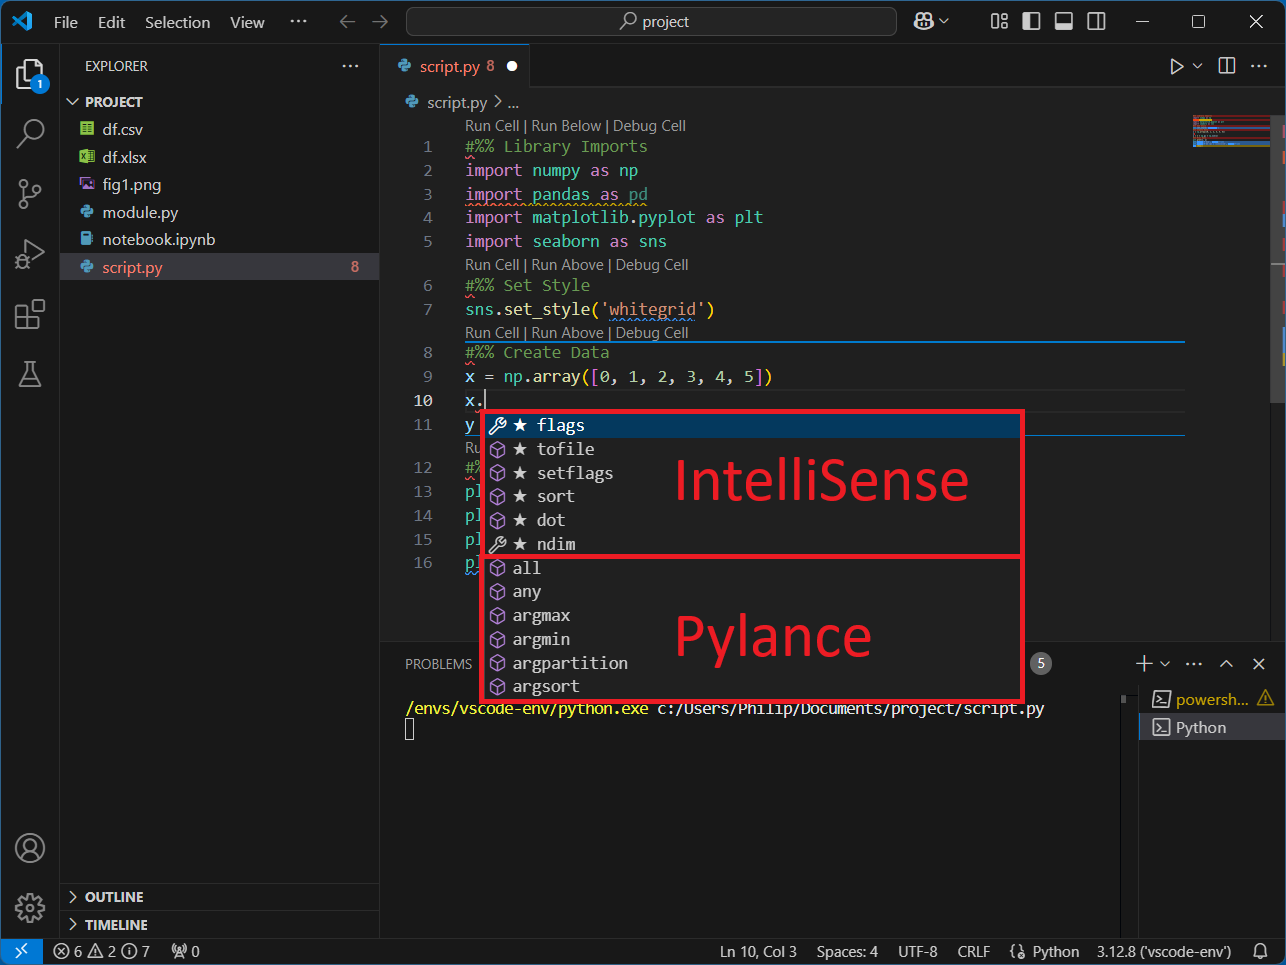 File Edit Selection View ··· project
EXPLORER ···
PROJECT
df.csv
df.xlsx
fig1.png
module.py
notebook.ipynb
script.py 8
OUTLINE
TIMELINE
1
script.py 8
script.py > ...
Run Cell | Run Below | Debug Cell
1 #%% Library Imports
2 import numpy as np
3 import pandas as pd
4 import matplotlib.pyplot as plt
5 import seaborn as sns
Run Cell | Run Above | Debug Cell
6 #%% Set Style
7 sns.set_style('whitegrid')
Run Cell | Run Above | Debug Cell
8 #%% Create Data
9 x = np.array([0, 1, 2, 3, 4, 5])
10 x.
11 y
Ru
12 #%
13 pl
14 pl
15 pl
16 pl
★ flags
★ tofile
★ setflags
★ sort
★ dot
★ ndim
IntelliSense
all
any
argmax
argmin
argpartition
argsort
Pylance
PROBLEMS 5
/envs/vscode-env/python.exe c:/Users/Philip/Documents/project/script.py
powersh...
Python
6 2 7 0 Ln 10, Col 3 Spaces: 4 UTF-8 CRLF Python 3.12.8 ('vscode-env')